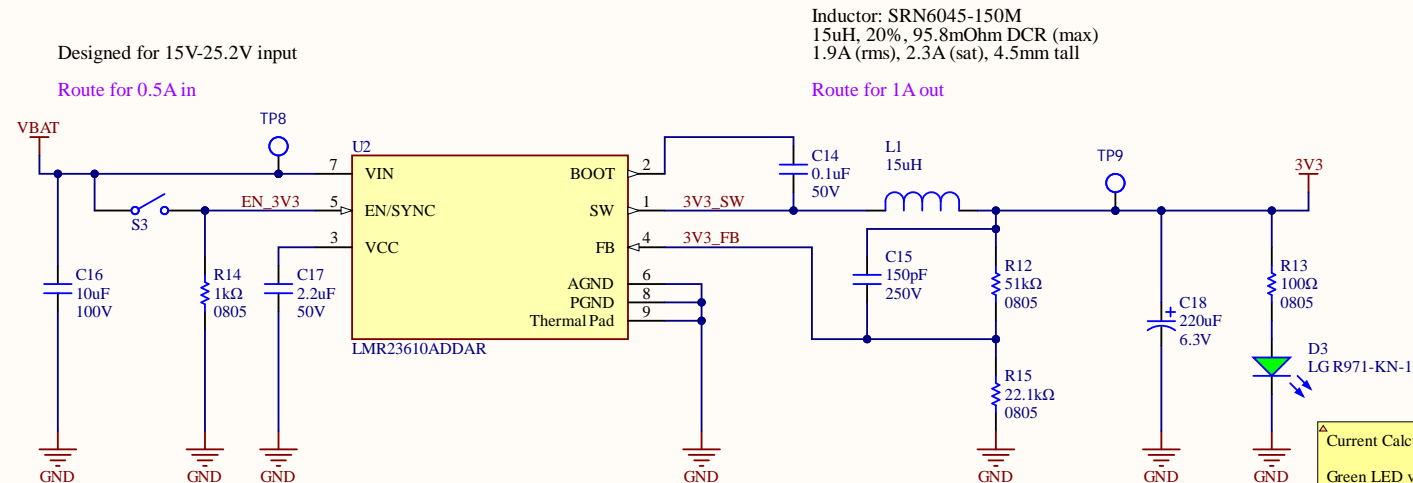 Inductor: SRN6045-150M
15uH, 20%, 95.8mOhm DCR (max)
1.9A (rms), 2.3A (sat), 4.5mm tall
Designed for 15V-25.2V input
Route for 0.5A in
Route for 1A out
VBAT
TP8
U2
7
VIN
5
EN/SYNC
3
VCC
BOOT
2
SW
1
FB
4
AGND
6
PGND
8
Thermal Pad
9
LMR23610ADDAR
EN_3V3
S3
C16
10uF
100V
R14
1kΩ
0805
C17
2.2uF
50V
C14
0.1uF
50V
L1
15uH
3V3_SW
3V3_FB
C15
150pF
250V
R12
51kΩ
0805
R15
22.1kΩ
0805
TP9
3V3
C18
220uF
6.3V
R13
100Ω
0805
D3
LG R971-KN-1
GND
GND
GND
GND
GND
GND
GND
Current Calc
Green LED v